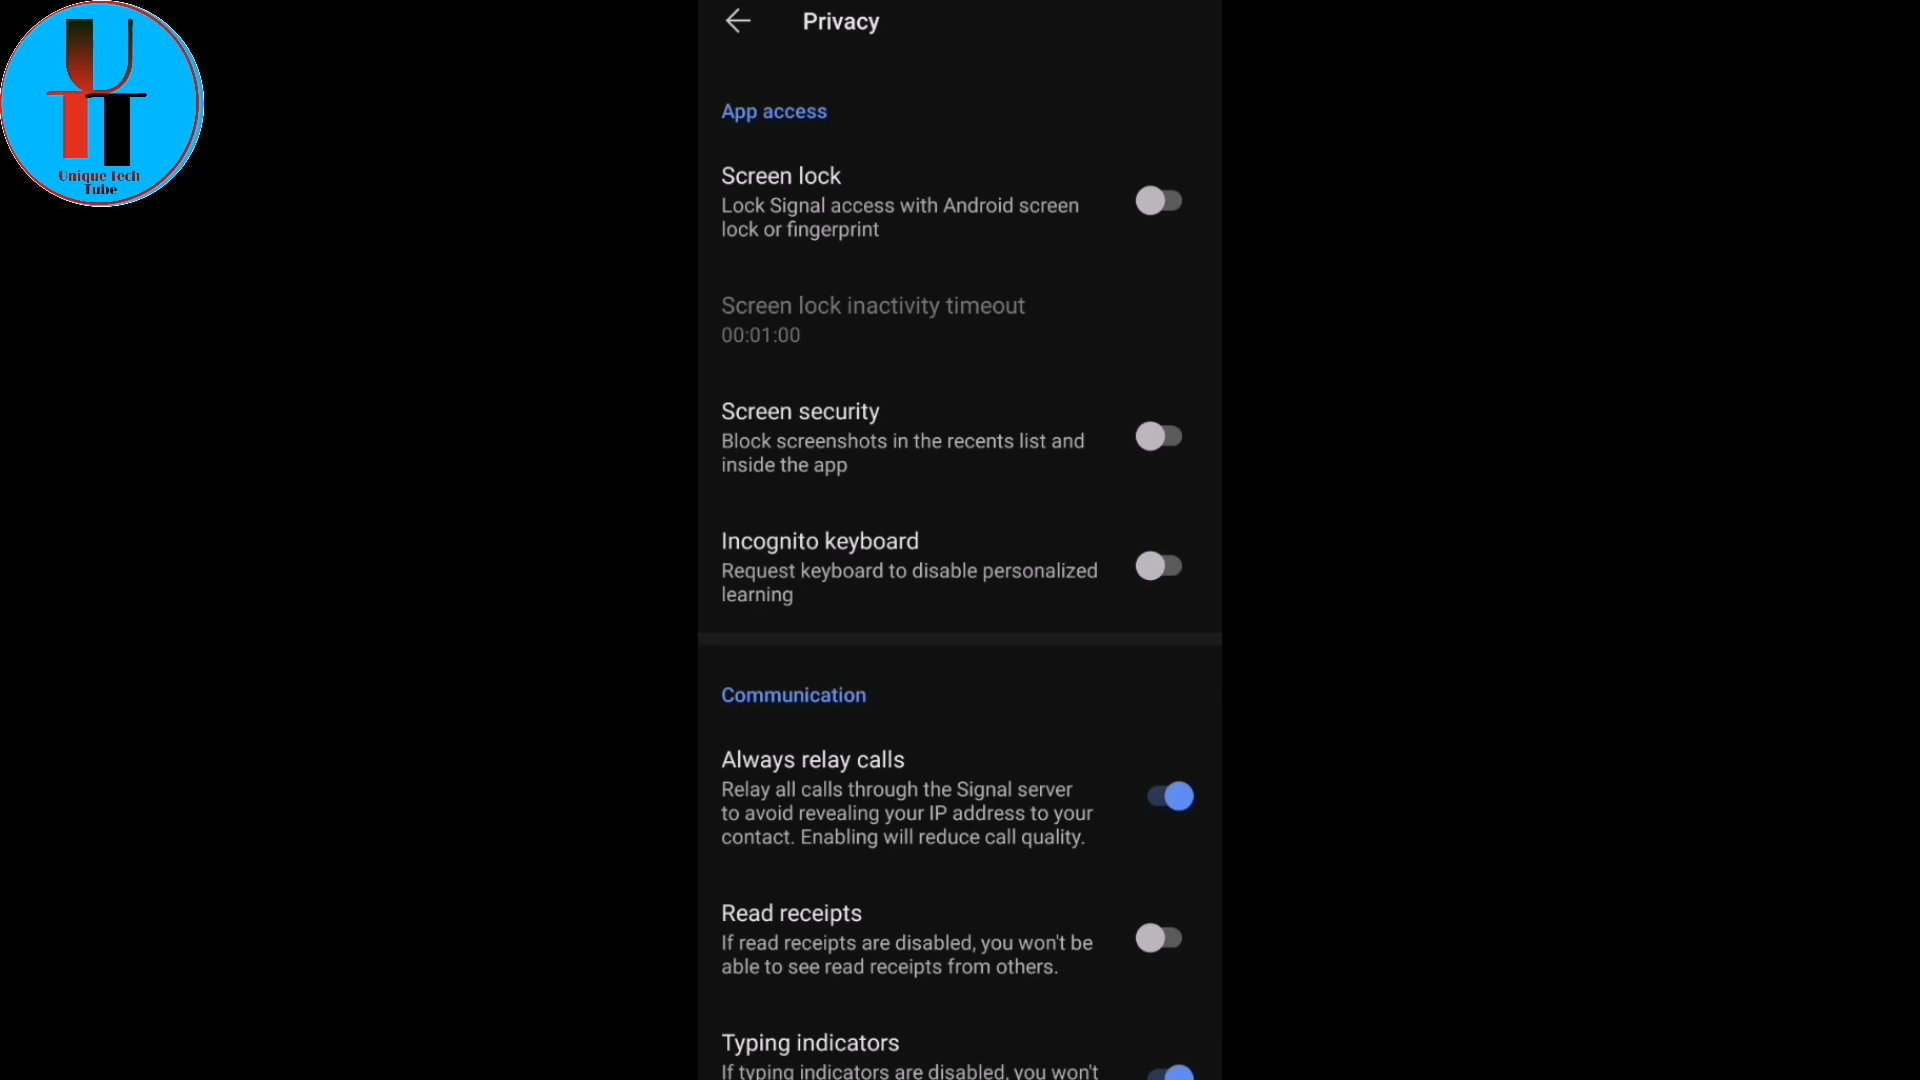 Unique Tech
Tube
Privacy
App access
Screen lock
Lock Signal access with Android screen
lock or fingerprint
Screen lock inactivity timeout
00:01:00
Screen security
Block screenshots in the recents list and
inside the app
Incognito keyboard
Request keyboard to disable personalized
learning
Communication
Always relay calls
Relay all calls through the Signal server
to avoid revealing your IP address to your
contact. Enabling will reduce call quality.
Read receipts
If read receipts are disabled, you won't be
able to see read receipts from others.
Typing indicators
If typing indicators are disabled, you won't